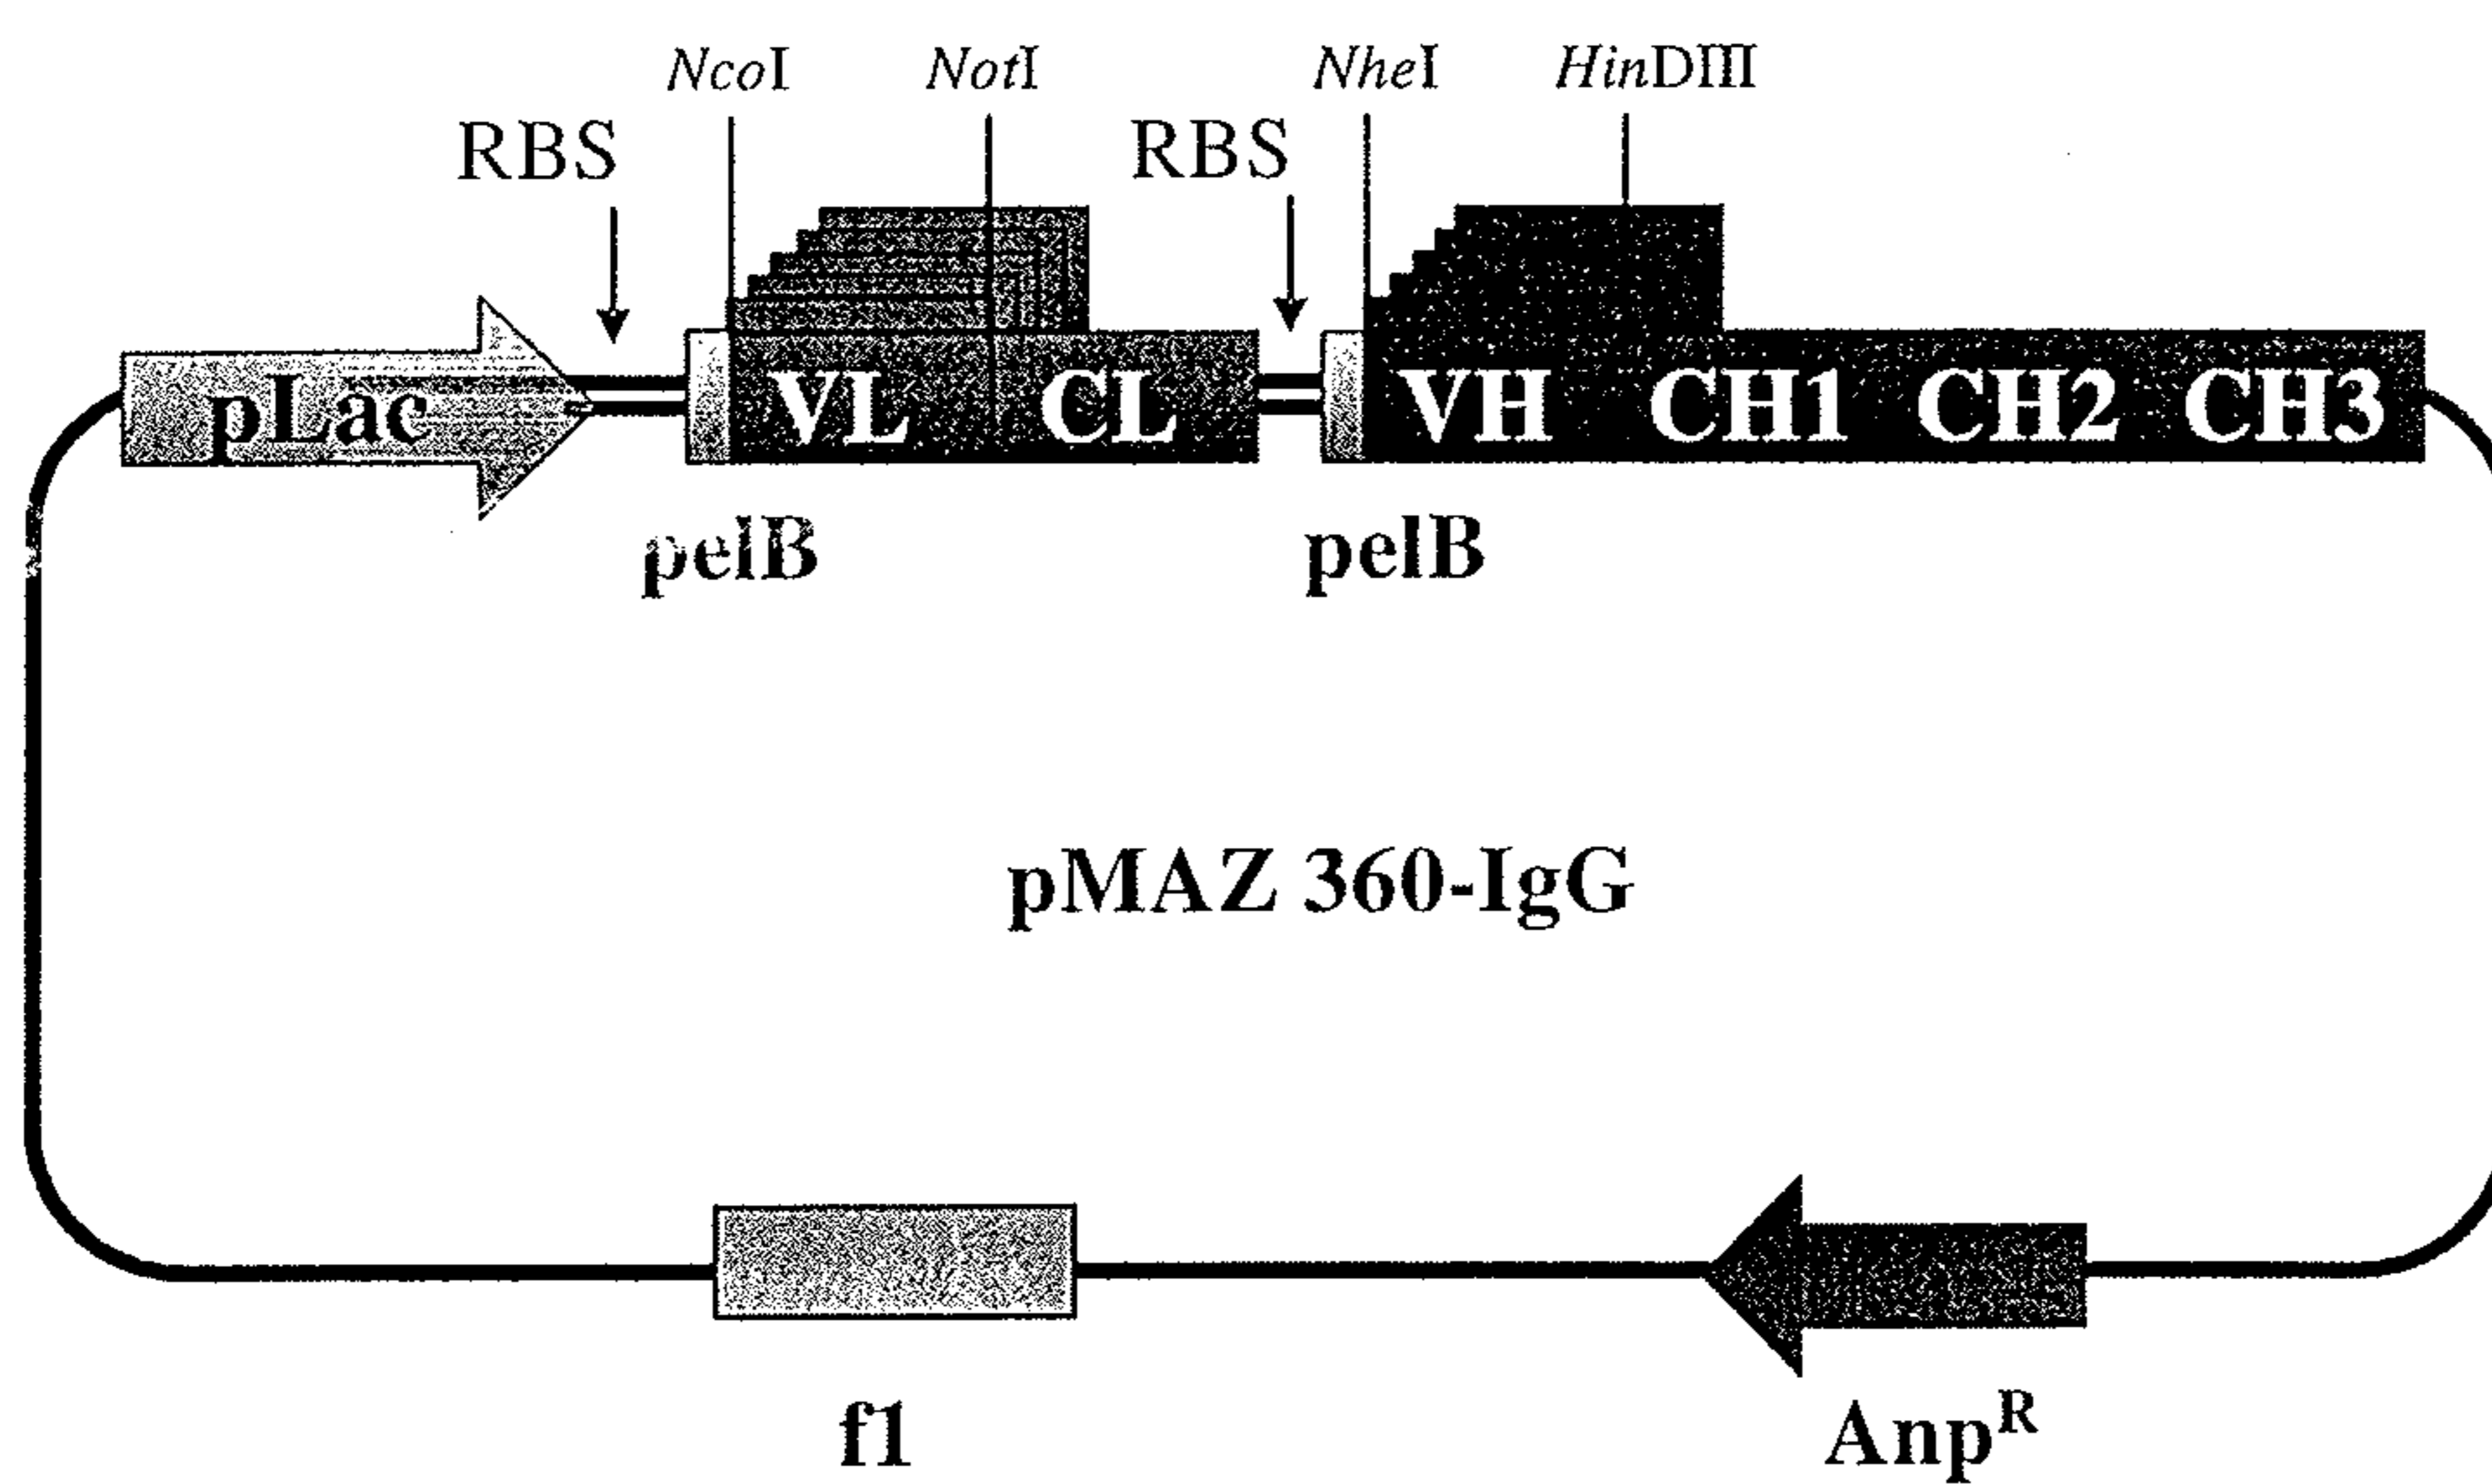 NcoI NotI NheI HinDIII
RBS RBS
pLac VL CL VH CH1 CH2 CH3
pelB pelB
pMAZ 360-IgG
f1 Anp^R